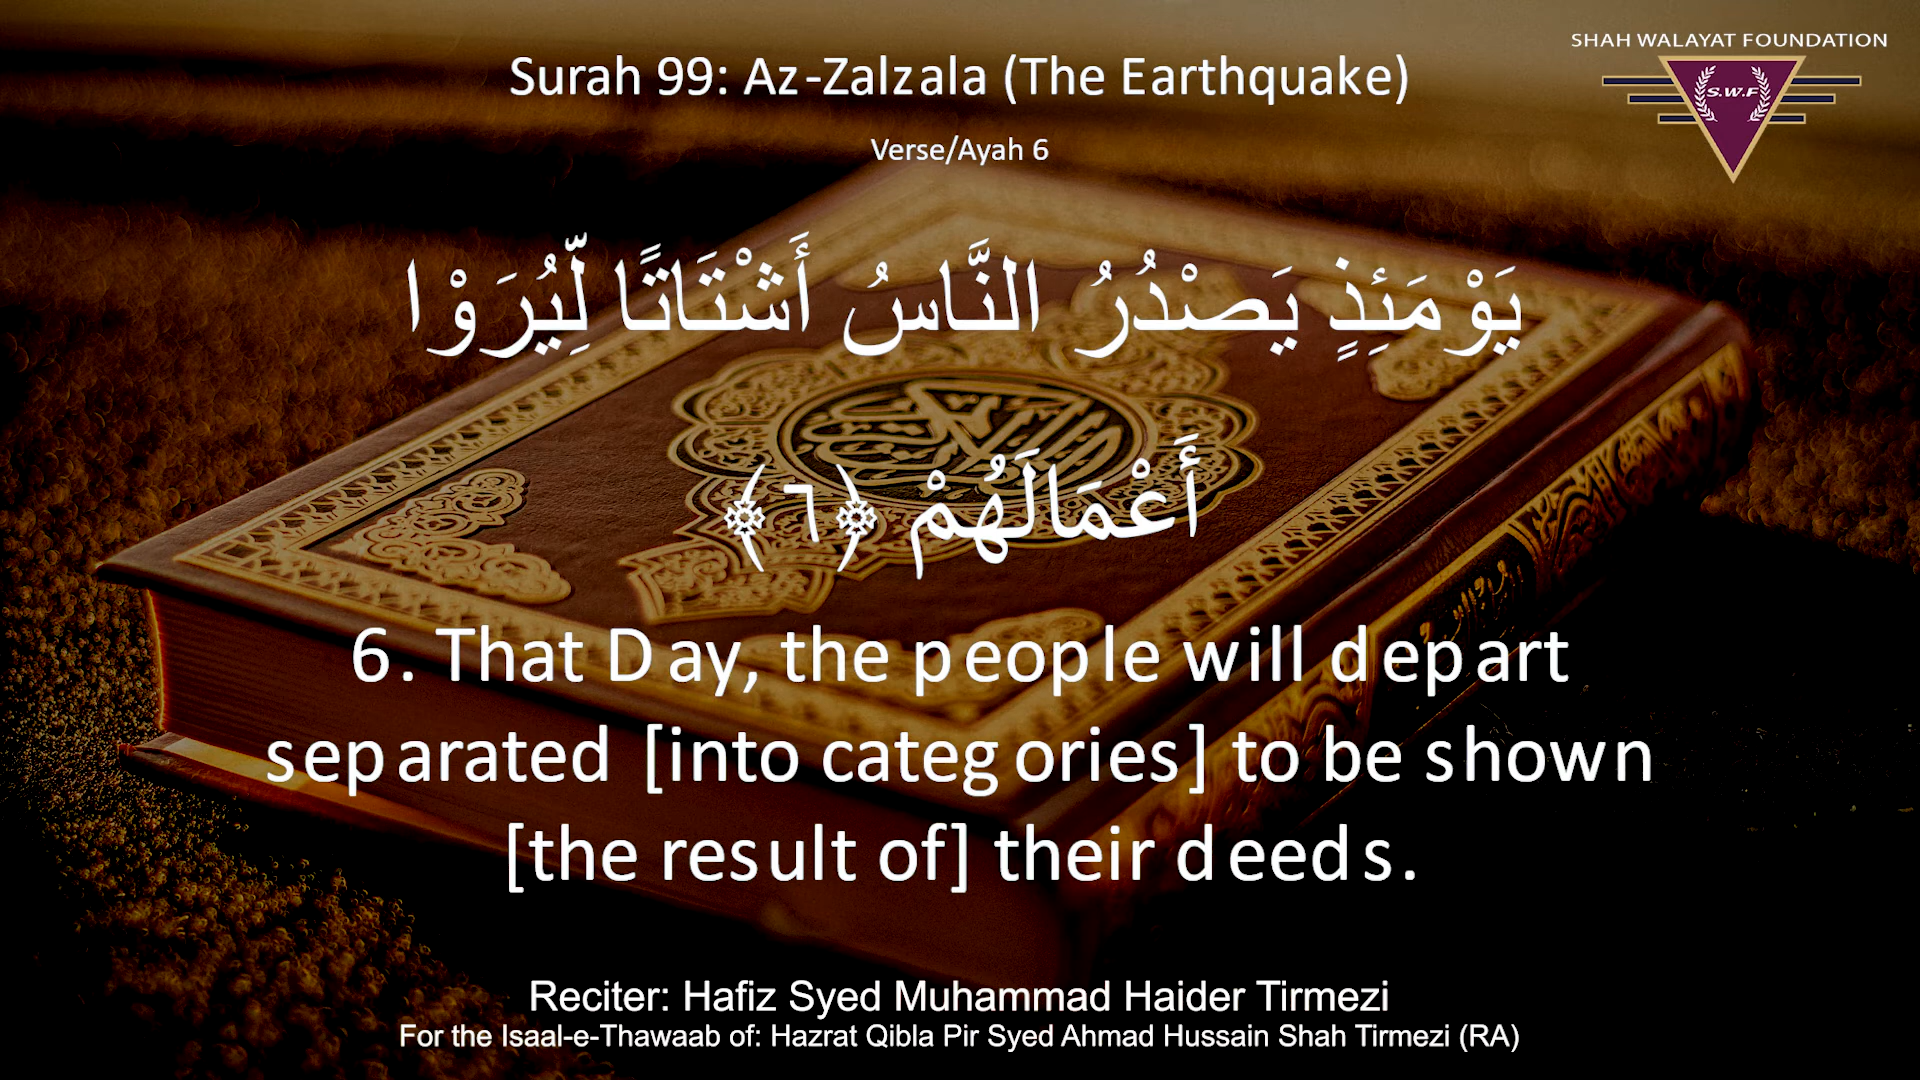 SHAH WALAYAT FOUNDATION
S.W.F
Surah 99: Az-Zalzala (The Earthquake)
Verse/Ayah 6
يَوْمَئِذٍ يَصْدُرُ النَّاسُ أَشْتَاتًا لِّيُرَوْا
أَعْمَالَهُمْ ﴿٦﴾
6. That Day, the people will depart
separated [into categories] to be shown
[the result of] their deeds.
Reciter: Hafiz Syed Muhammad Haider Tirmezi
For the Isaal-e-Thawaab of: Hazrat Qibla Pir Syed Ahmad Hussain Shah Tirmezi (RA)